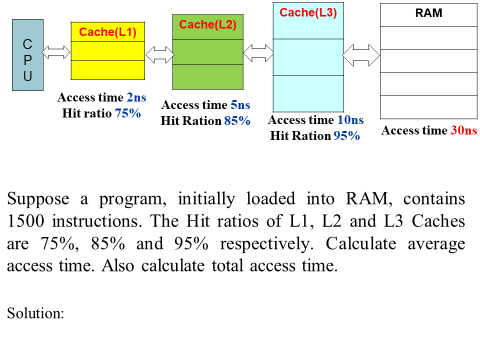 Cache(L1)
Cache(L2)
Cache(L3)
RAM
C
P
U
Access time 2ns
Hit ratio 75%
Access time 5ns
Hit Ration 85%
Access time 10ns
Hit Ration 95%
Access time 30ns
Suppose a program, initially loaded into RAM, contains
1500 instructions. The Hit ratios of L1, L2 and L3 Caches
are 75%, 85% and 95% respectively. Calculate average
access time. Also calculate total access time.
Solution: